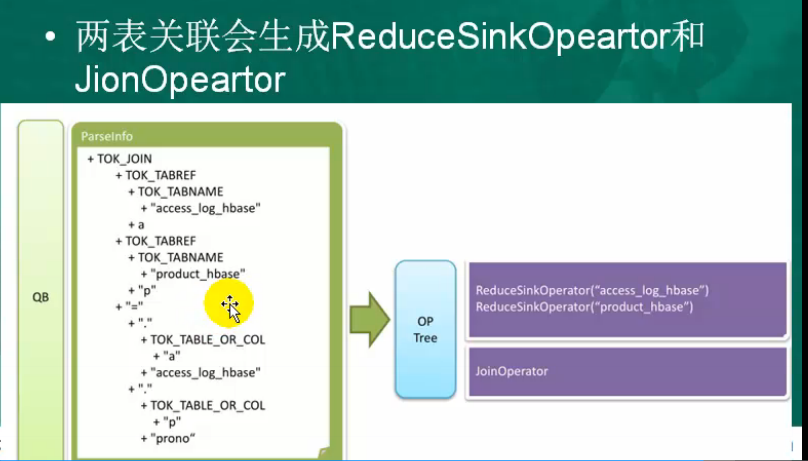 • 两表关联会生成ReduceSinkOpeartor和
JionOpeartor
ParseInfo
+ TOK_JOIN
+ TOK_TABREF
+ TOK_TABNAME
+ "access_log_hbase"
+ a
+ TOK_TABREF
+ TOK_TABNAME
+ "product_hbase"
+ "p"
+ "="
+ "."
+ TOK_TABLE_OR_COL
+ "a"
+ "access_log_hbase"
+ "."
+ TOK_TABLE_OR_COL
+ "p"
+ "prono"
QB
OP
Tree
ReduceSinkOperator("access_log_hbase")
ReduceSinkOperator("product_hbase")
JoinOperator